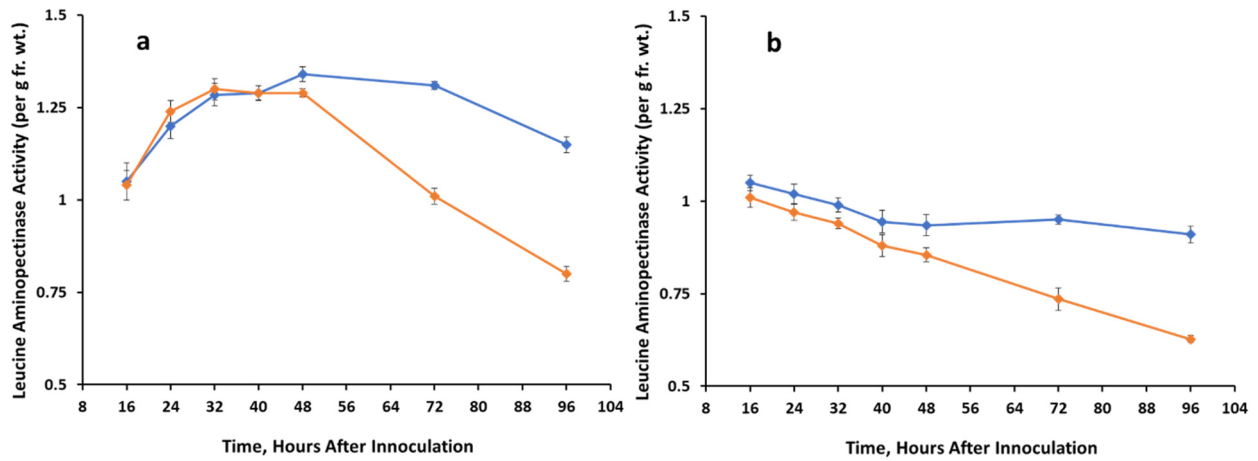 a
Leucine Aminopectinase Activity (per g fr. wt.)
1.5
1.25
1
0.75
0.5
8 16 24 32 40 48 56 64 72 80 88 96 104
Time, Hours After Innoculation
b
Leucine Aminopectinase Activity (per g fr. wt.)
1.5
1.25
1
0.75
0.5
8 16 24 32 40 48 56 64 72 80 88 96 104
Time, Hours After Innoculation